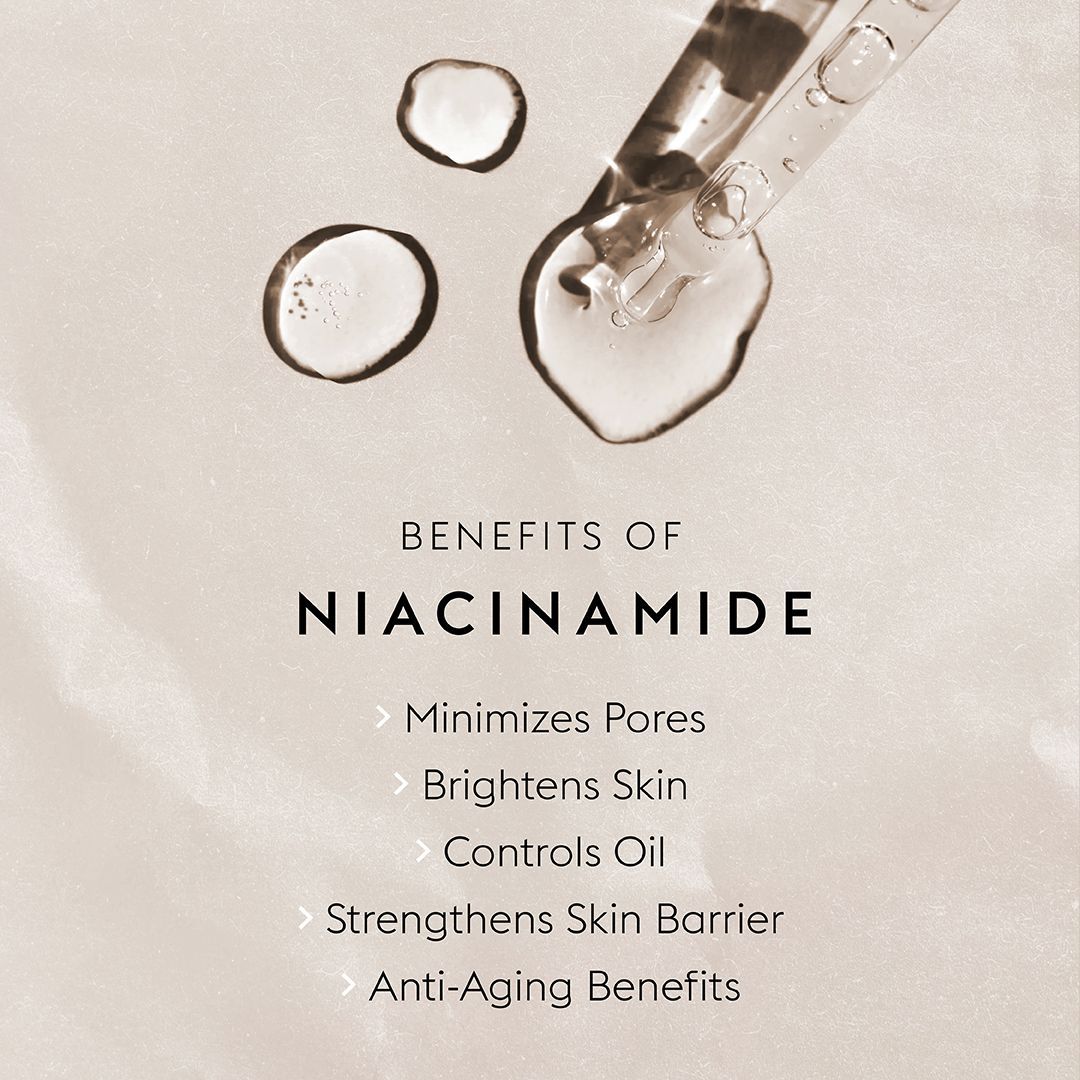 BENEFITS OF
NIACINAMIDE
> Minimizes Pores
> Brightens Skin
> Controls Oil
> Strengthens Skin Barrier
> Anti-Aging Benefits